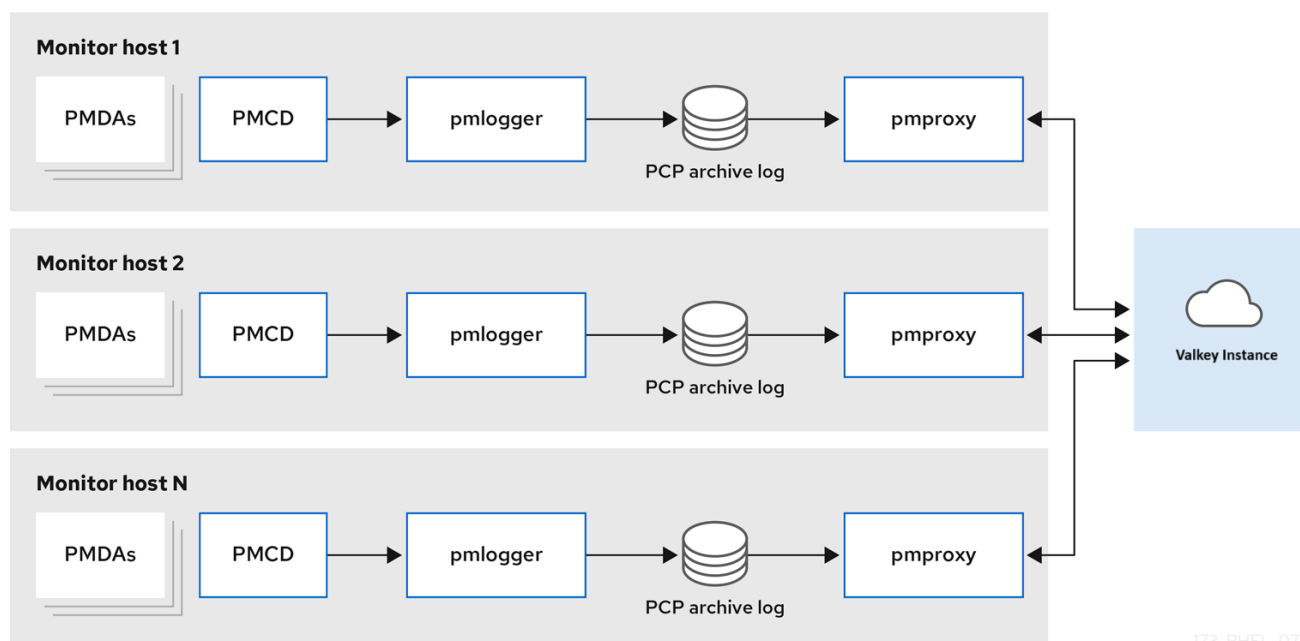 Monitor host 1
PMDAs
PMCD
pmlogger
pmproxy
PCP archive log
Monitor host 2
PMDAs
PMCD
pmlogger
pmproxy
PCP archive log
Valkey Instance
Monitor host N
PMDAs
PMCD
pmlogger
pmproxy
PCP archive log